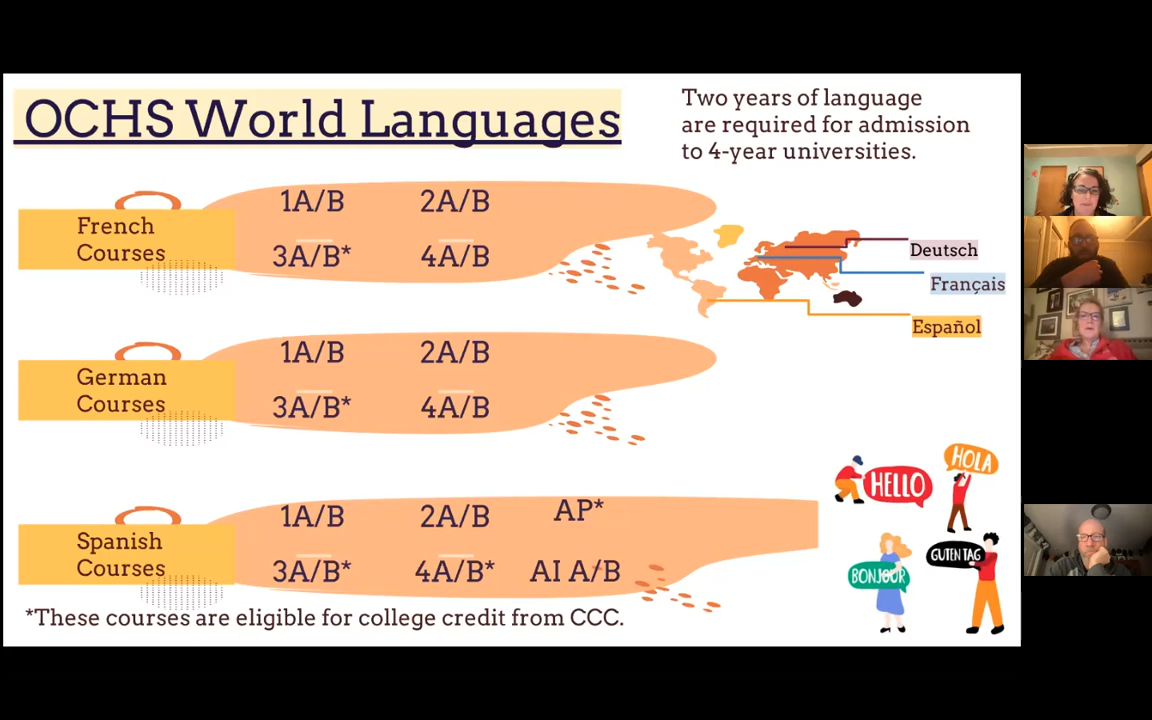 OCHS World Languages
Two years of language
are required for admission
to 4-year universities.
French
Courses
1A/B 2A/B
3A/B* 4A/B
Deutsch
Français
Español
German
Courses
1A/B 2A/B
3A/B* 4A/B
Spanish
Courses
1A/B 2A/B AP*
3A/B* 4A/B* AI A/B
HELLO
HOLA
BONJOUR
GUTEN TAG
*These courses are eligible for college credit from CCC.